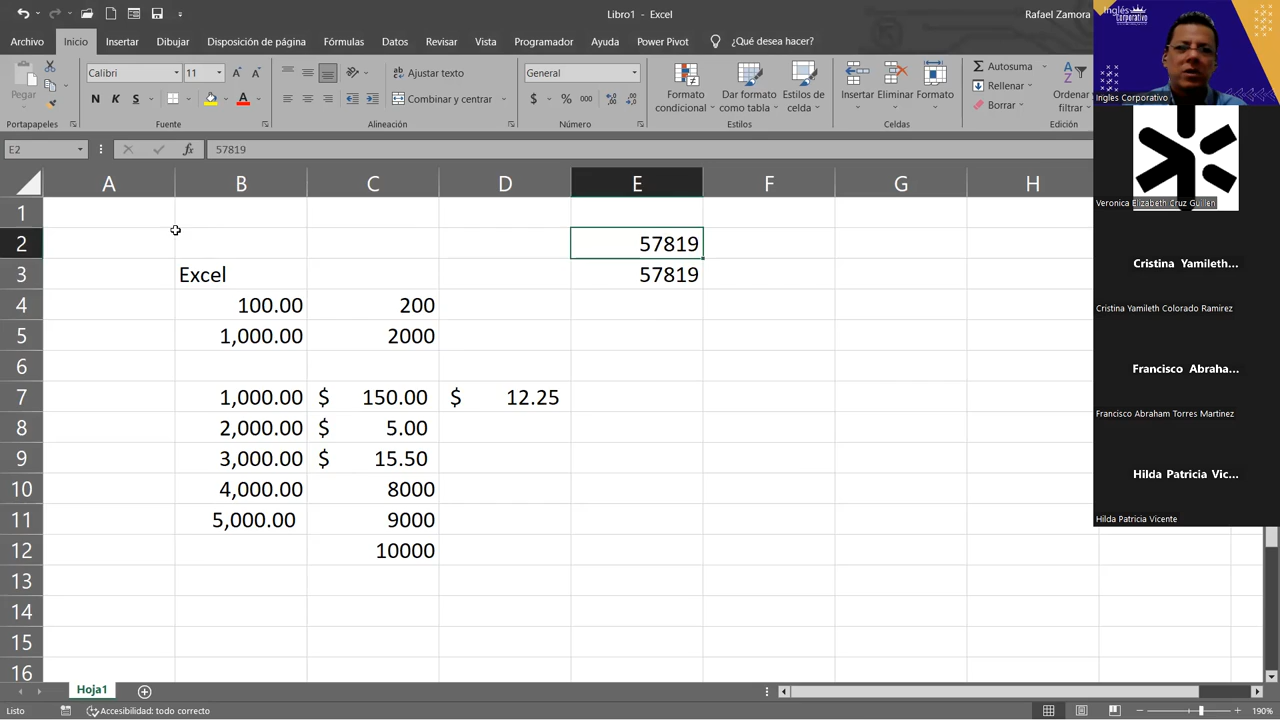 Libro1 - Excel
Rafael Zamora
Archivo Inicio Insertar Dibujar Disposición de página Fórmulas Datos Revisar Vista Programador Ayuda Power Pivot ¿Qué desea hacer?
Pegar
Calibri 11
N K S
Ajustar texto
Combinar y centrar
General
$ % 000
Formato condicional
Dar formato como tabla
Estilos de celda
Insertar Eliminar Formato
Autosuma
Rellenar
Borrar
Ordenar filtrar
Portapapeles Fuente Alineación Número Estilos Celdas Edición
E2 fx 57819
A B C D E F G H
1
2 57819
3 Excel 57819
4 100.00 200
5 1,000.00 2000
6
7 1,000.00 $ 150.00 $ 12.25
8 2,000.00 $ 5.00
9 3,000.00 $ 15.50
10 4,000.00 8000
11 5,000.00 9000
12 10000
13
14
15
16
Hoja1
Listo Accesibilidad: todo correcto 190%
Inglés Corporativo
Ingles Corporativo
Veronica Elizabeth Cruz Guillen
Cristina Yamileth...
Cristina Yamileth Colorado Ramirez
Francisco Abraha...
Francisco Abraham Torres Martinez
Hilda Patricia Vic...
Hilda Patricia Vicente